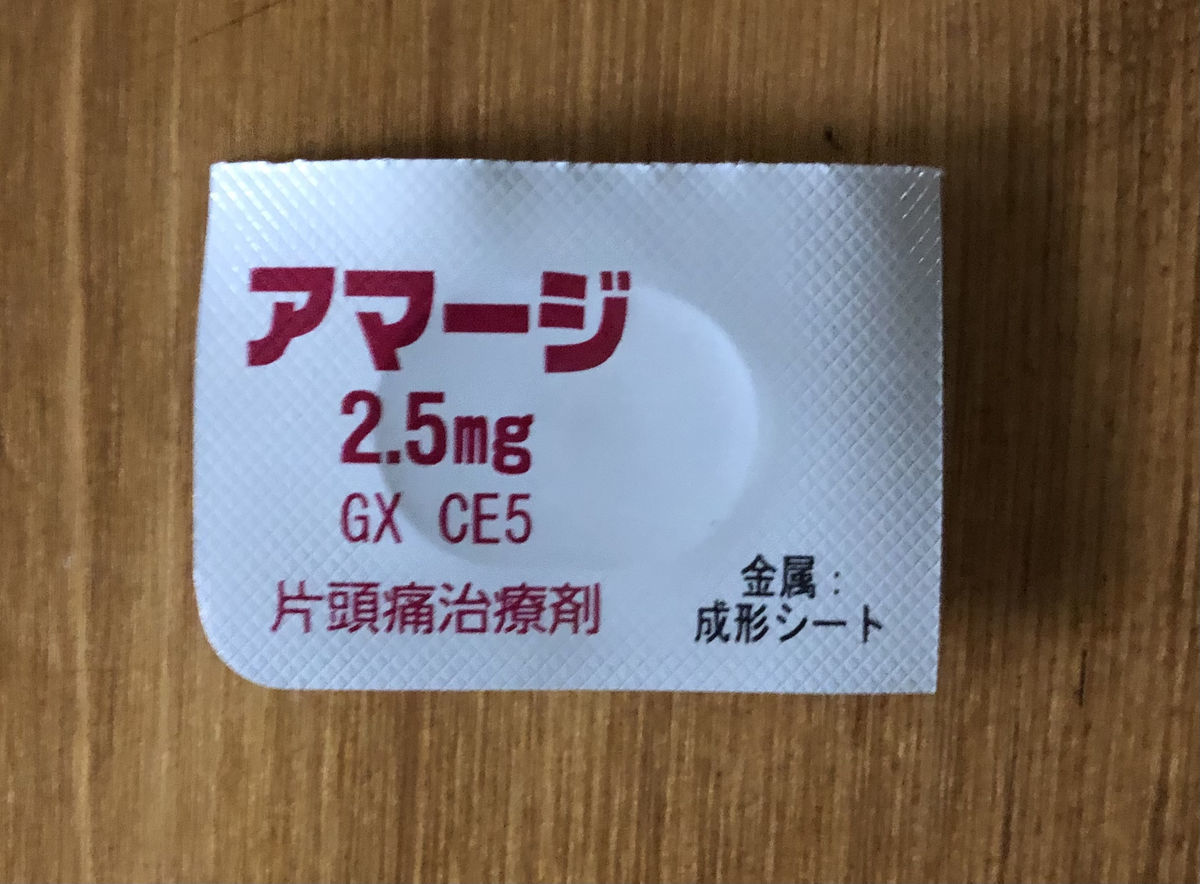 アマージ
2.5mg
GX CE5
片頭痛治療剤
金属:
成形シート